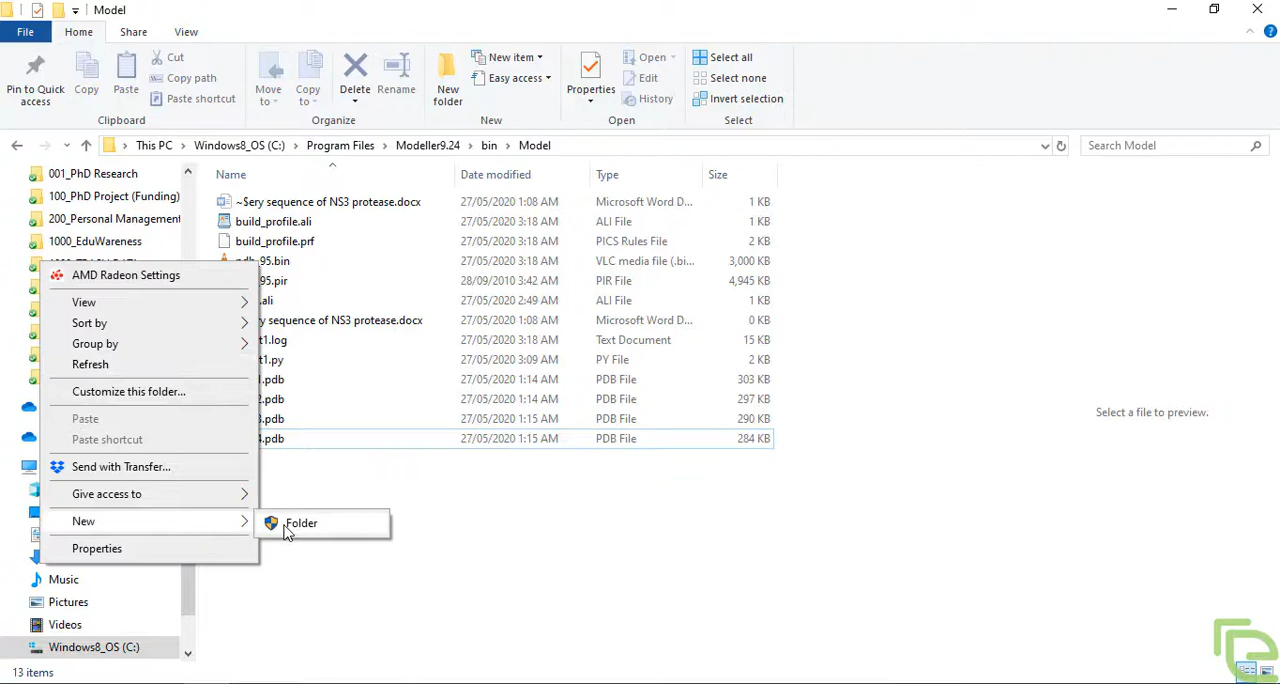 Model
File Home Share View
Pin to Quick access
Copy
Paste
Cut
Copy path
Paste shortcut
Clipboard
Move to
Copy to
Delete
Rename
Organize
New folder
New item
Easy access
New
Properties
Open
Edit
History
Open
Select all
Select none
Invert selection
Select
This PC > Windows8_OS (C:) > Program Files > Modeller9.24 > bin > Model
Search Model
001_PhD Research
100_PhD Project (Funding)
200_Personal Management
1000_EduWareness
Name Date modified Type Size
~$ery sequence of NS3 protease.docx 27/05/2020 1:08 AM Microsoft Word D... 1 KB
build_profile.ali 27/05/2020 3:18 AM ALI File 1 KB
build_profile.prf 27/05/2020 3:18 AM PICS Rules File 2 KB
_95.bin 27/05/2020 3:18 AM VLC media file (.bi... 3,000 KB
_95.pir 28/09/2010 3:42 AM PIR File 4,945 KB
.ali 27/05/2020 2:49 AM ALI File 1 KB
ry sequence of NS3 protease.docx 27/05/2020 1:08 AM Microsoft Word D... 0 KB
t1.log 27/05/2020 3:18 AM Text Document 15 KB
t1.py 27/05/2020 3:09 AM PY File 2 KB
1.pdb 27/05/2020 1:14 AM PDB File 303 KB
2.pdb 27/05/2020 1:14 AM PDB File 297 KB
3.pdb 27/05/2020 1:15 AM PDB File 290 KB
4.pdb 27/05/2020 1:15 AM PDB File 284 KB
AMD Radeon Settings
View
Sort by
Group by
Refresh
Customize this folder...
Paste
Paste shortcut
Send with Transfer...
Give access to
New
Folder
Properties
Music
Pictures
Videos
Windows8_OS (C:)
Select a file to preview.
13 items